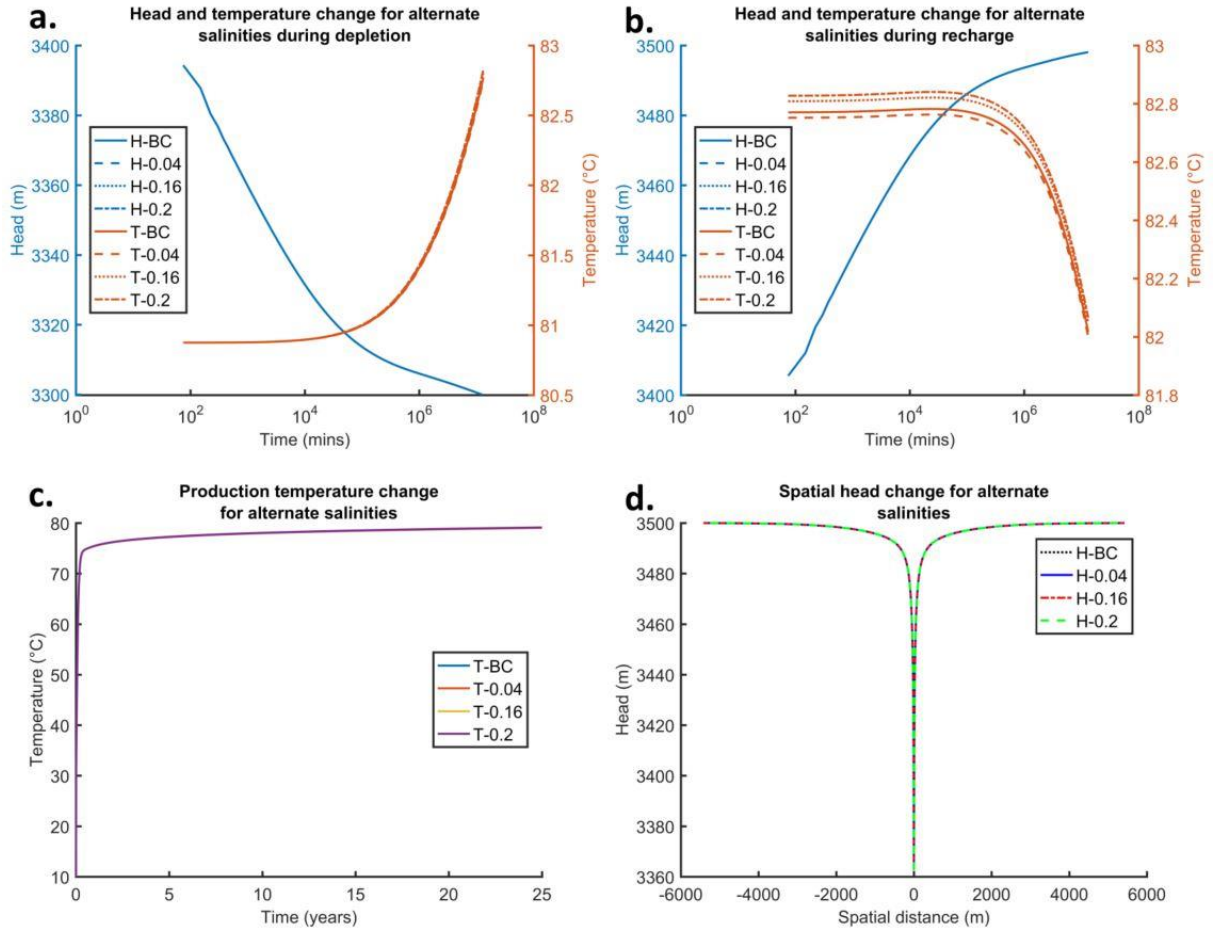 a.
Head and temperature change for alternate
salinities during depletion
3400
3380
3360
3340
3320
3300
Head (m)
83
82.5
82
81.5
81
80.5
Temperature (°C)
H-BC
H-0.04
H-0.16
H-0.2
T-BC
T-0.04
T-0.16
T-0.2
10^0 10^2 10^4 10^6 10^8
Time (mins)
b.
Head and temperature change for alternate
salinities during recharge
3500
3480
3460
3440
3420
3400
Head (m)
83
82.8
82.6
82.4
82.2
82
81.8
Temperature (°C)
H-BC
H-0.04
H-0.16
H-0.2
T-BC
T-0.04
T-0.16
T-0.2
10^0 10^2 10^4 10^6 10^8
Time (mins)
c.
Production temperature change
for alternate salinities
80
70
60
50
40
30
20
10
Temperature (°C)
T-BC
T-0.04
T-0.16
T-0.2
0 5 10 15 20 25
Time (years)
d.
Spatial head change for alternate
salinities
3500
3480
3460
3440
3420
3400
3380
3360
Head (m)
H-BC
H-0.04
H-0.16
H-0.2
-6000 -4000 -2000 0 2000 4000 6000
Spatial distance (m)